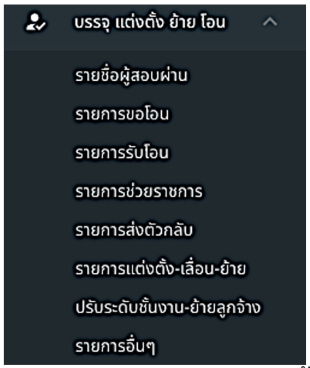 บรรจุ แต่งตั้ง ย้าย โอน
รายชื่อผู้สอบผ่าน
รายการขอโอน
รายการรับโอน
รายการช่วยราชการ
รายการส่งตัวกลับ
รายการแต่งตั้ง-เลื่อน-ย้าย
ปรับระดับชั้นงาน-ย้ายลูกจ้าง
รายการอื่นๆ